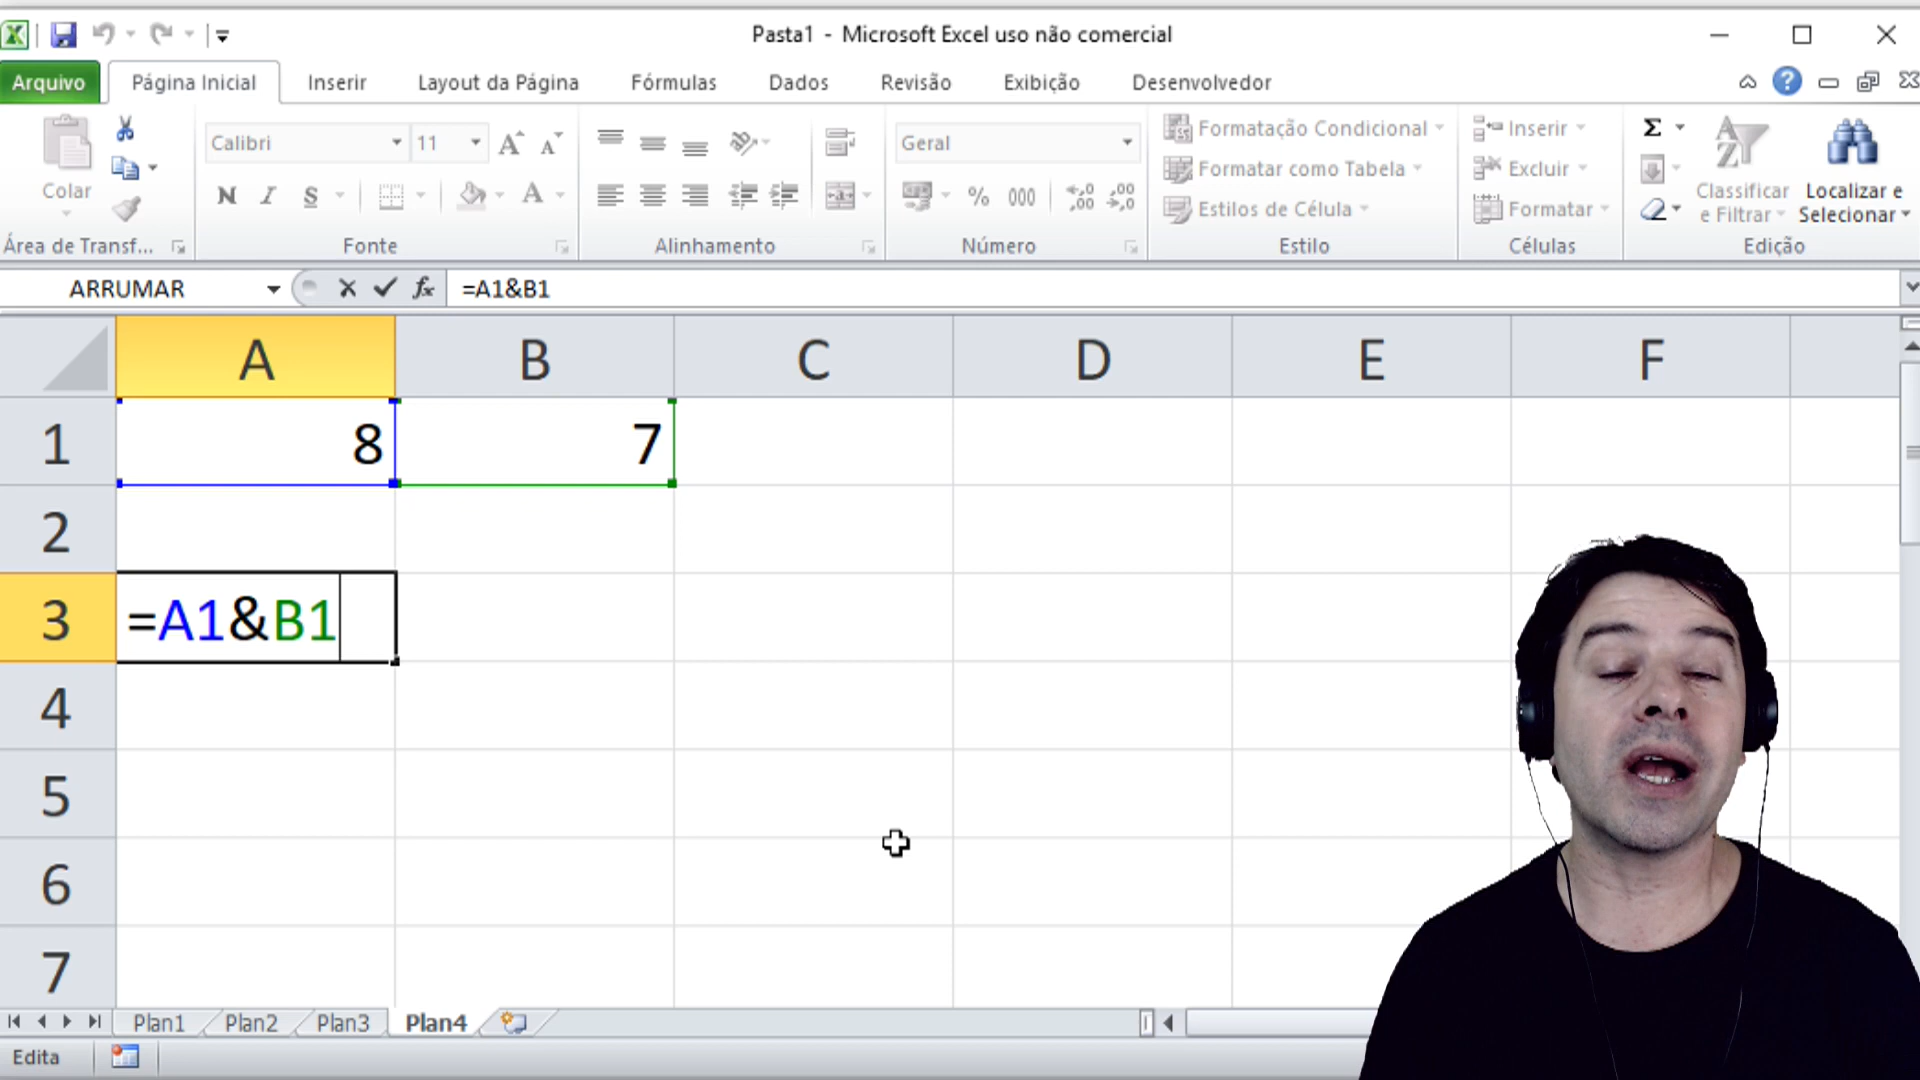 Pasta1 - Microsoft Excel uso não comercial
Arquivo Página Inicial Inserir Layout da Página Fórmulas Dados Revisão Exibição Desenvolvedor
Colar
Calibri 11
N I S A
Geral
% 000
Formatação Condicional
Formatar como Tabela
Estilos de Célula
Inserir
Excluir
Formatar
Σ
Classificar e Filtrar
Localizar e Selecionar
Área de Transf... Fonte Alinhamento Número Estilo Células Edição
ARRUMAR fx =A1&B1
A B C D E F
1 8 7
2
3 =A1&B1
4
5
6
7
Plan1 Plan2 Plan3 Plan4
Edita